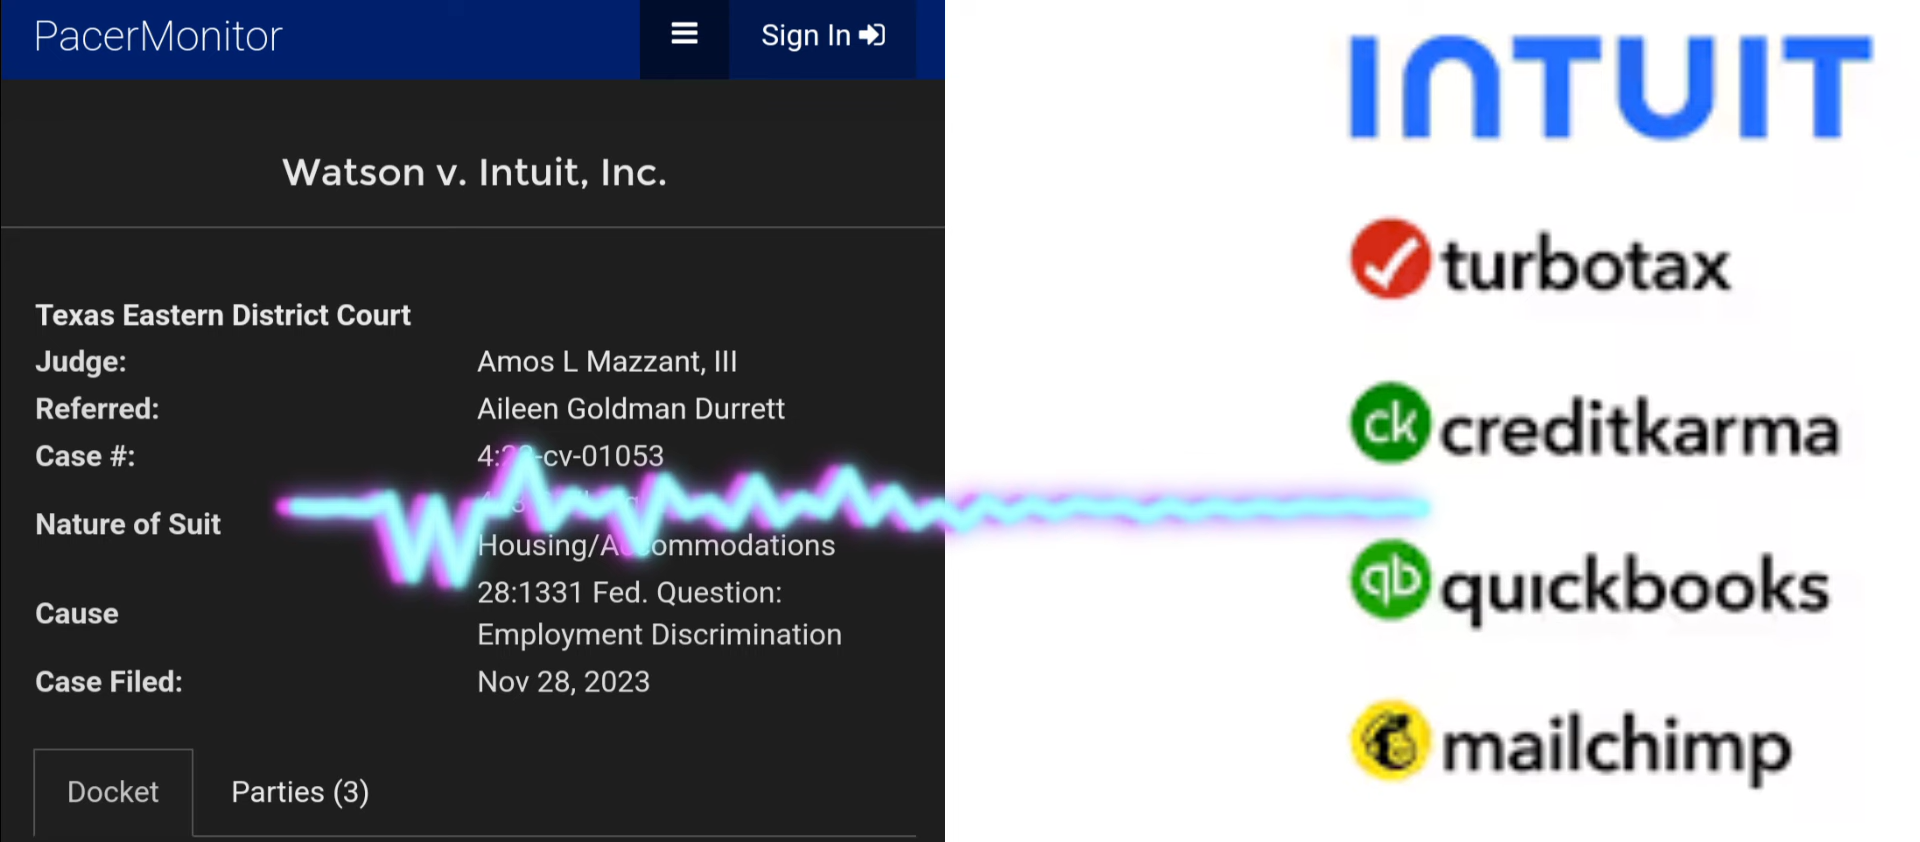 PacerMonitor
Sign In
Watson v. Intuit, Inc.
Texas Eastern District Court
Judge: Amos L Mazzant, III
Referred: Aileen Goldman Durrett
Case #: -cv-01053
Nature of Suit
Housing/Accommodations
Cause 28:1331 Fed. Question:
Employment Discrimination
Case Filed: Nov 28, 2023
Docket Parties (3)
INTUIT
turbotax
ck creditkarma
qb quickbooks
mailchimp